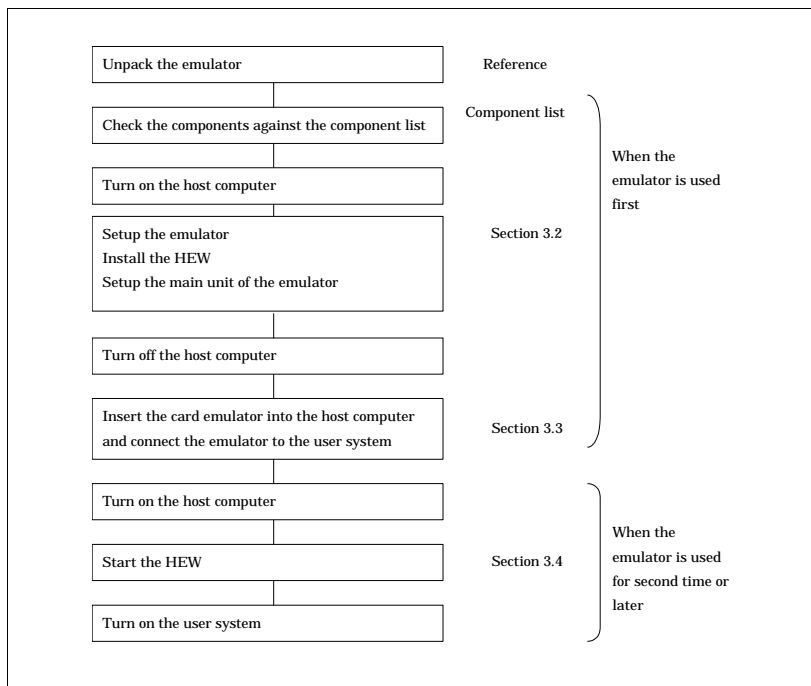 Unpack the emulator
Reference
Check the components against the component list
Component list
Turn on the host computer
Setup the emulator
Install the HEW
Setup the main unit of the emulator
Section 3.2
Turn off the host computer
Insert the card emulator into the host computer
and connect the emulator to the user system
Section 3.3
When the
emulator is used
first
Turn on the host computer
Start the HEW
Section 3.4
Turn on the user system
When the
emulator is used
for second time or
later